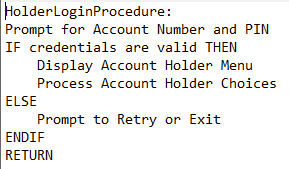 HolderLoginProcedure:
Prompt for Account Number and PIN
IF credentials are valid THEN
    Display Account Holder Menu
    Process Account Holder Choices
ELSE
    Prompt to Retry or Exit
ENDIF
RETURN